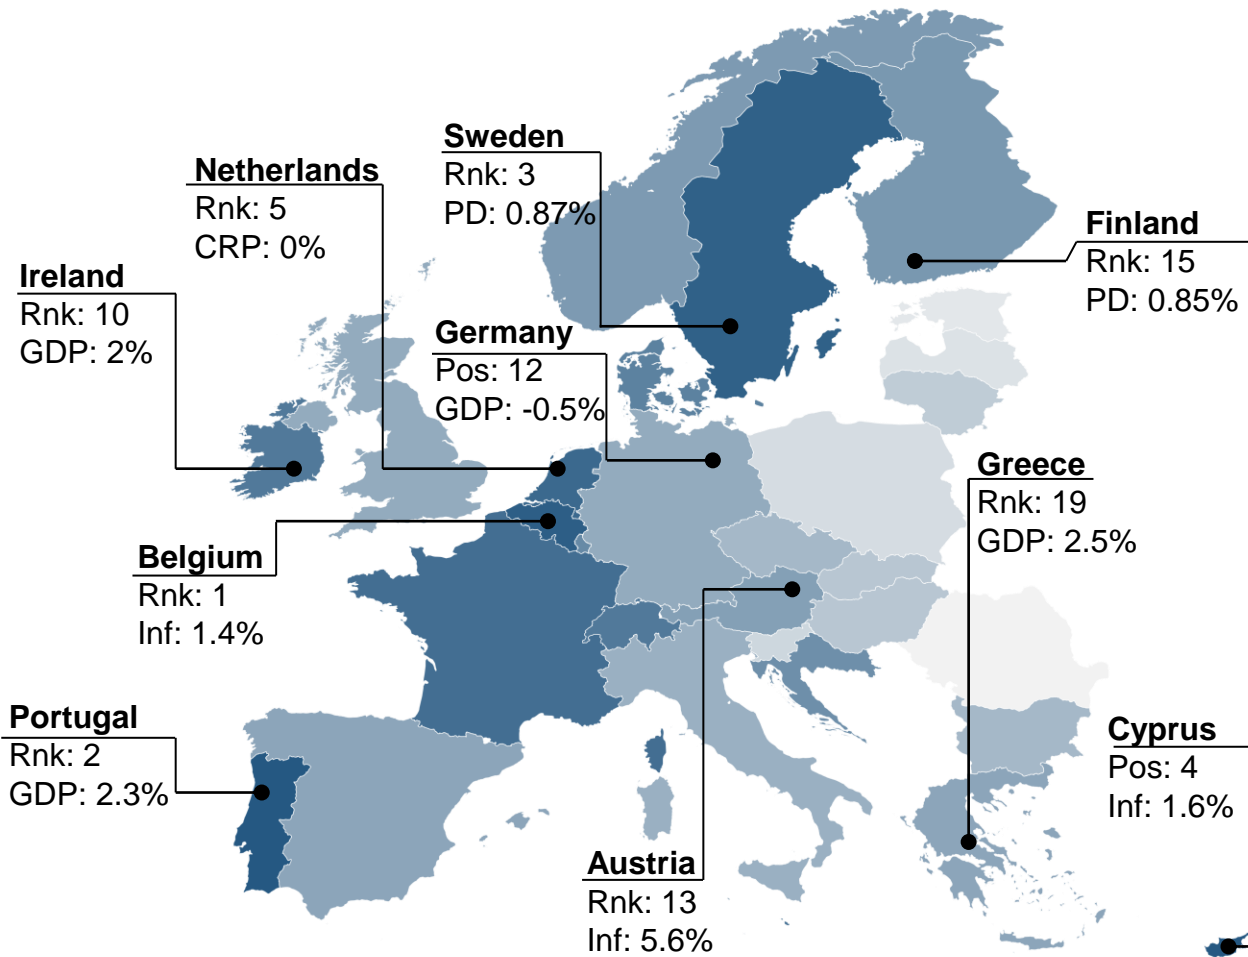 Sweden
Rnk: 3
PD: 0.87%
Netherlands
Rnk: 5
CRP: 0%
Finland
Rnk: 15
PD: 0.85%
Ireland
Rnk: 10
GDP: 2%
Germany
Pos: 12
GDP: -0.5%
Greece
Rnk: 19
GDP: 2.5%
Belgium
Rnk: 1
Inf: 1.4%
Portugal
Rnk: 2
GDP: 2.3%
Cyprus
Pos: 4
Inf: 1.6%
Austria
Rnk: 13
Inf: 5.6%